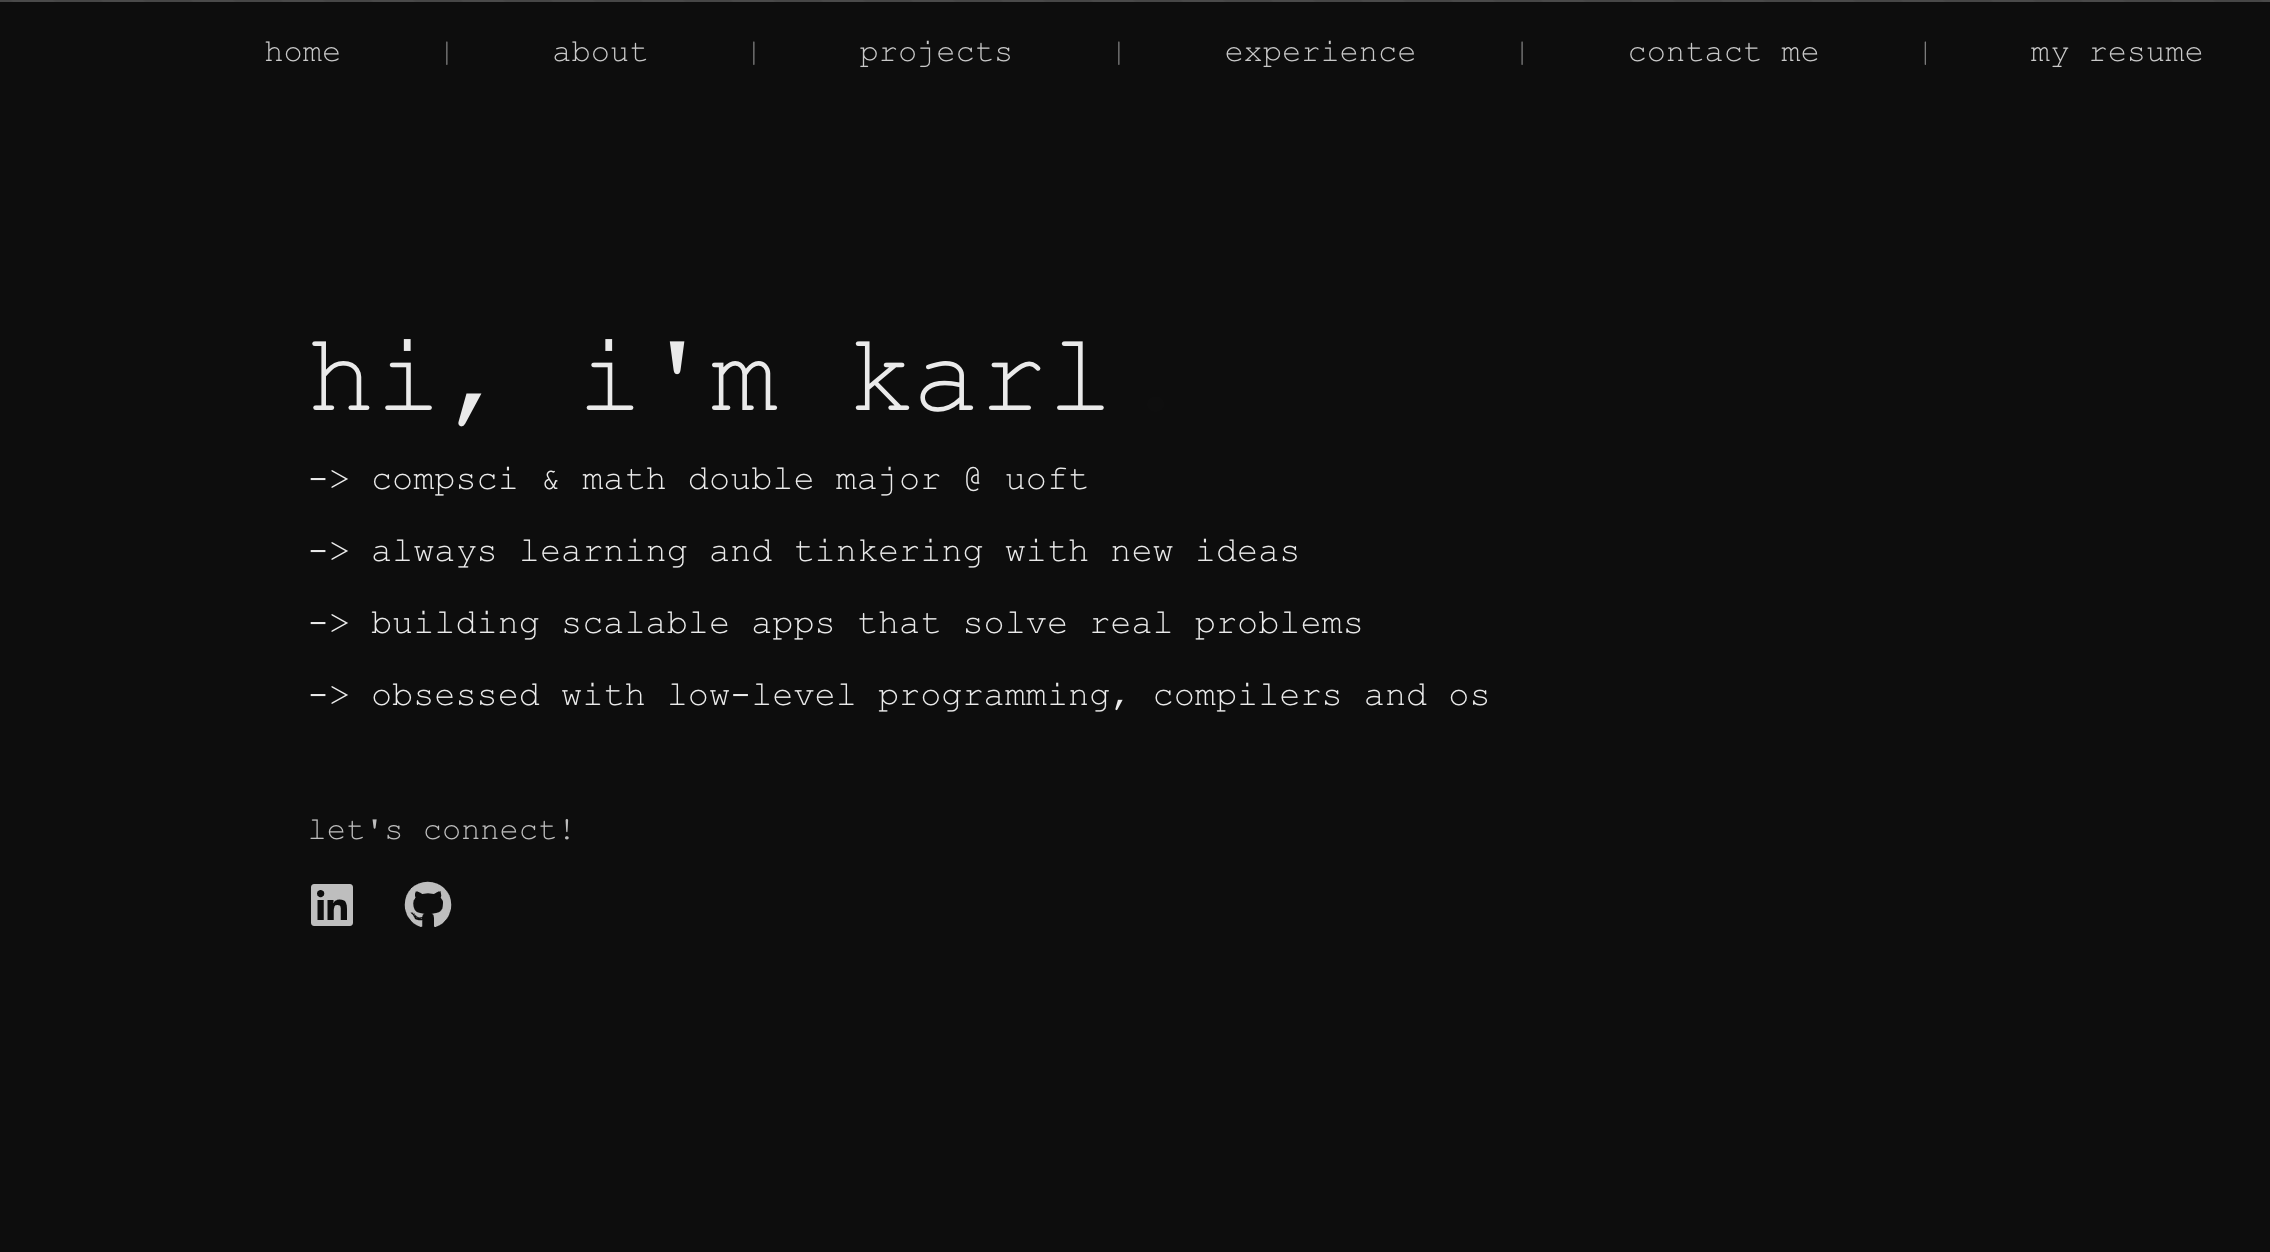 home | about | projects | experience | contact me | my resume
hi, i'm karl
-> compsci & math double major @ uoft
-> always learning and tinkering with new ideas
-> building scalable apps that solve real problems
-> obsessed with low-level programming, compilers and os
let's connect!
in